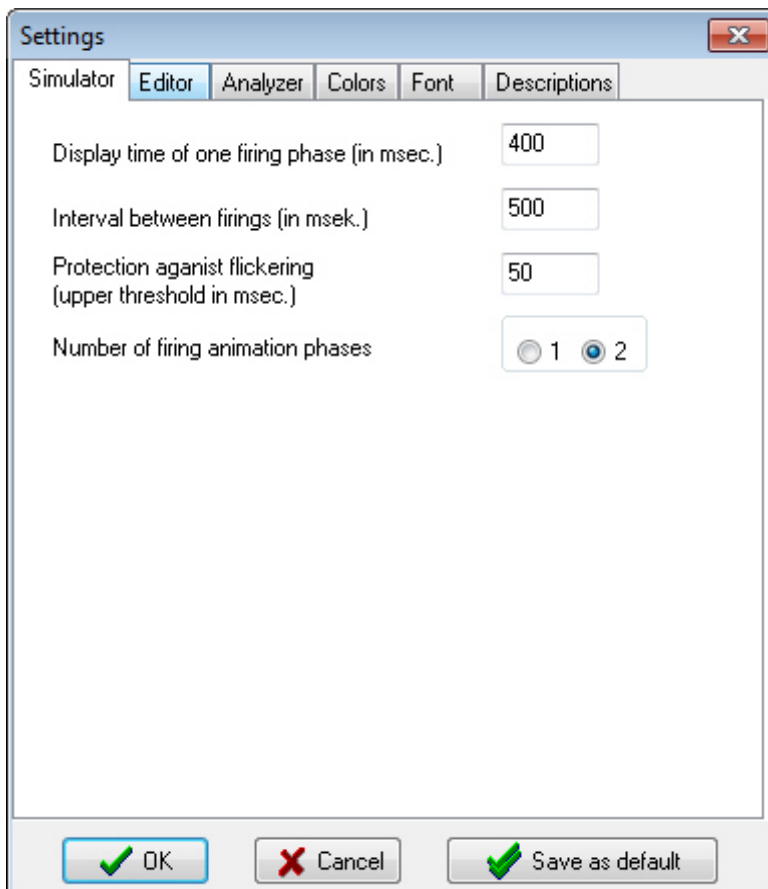 Settings
Simulator Editor Analyzer Colors Font Descriptions
Display time of one firing phase (in msec.) 400
Interval between firings (in msek.) 500
Protection aganist flickering
(upper threshold in msec.) 50
Number of firing animation phases 1 2
OK Cancel Save as default